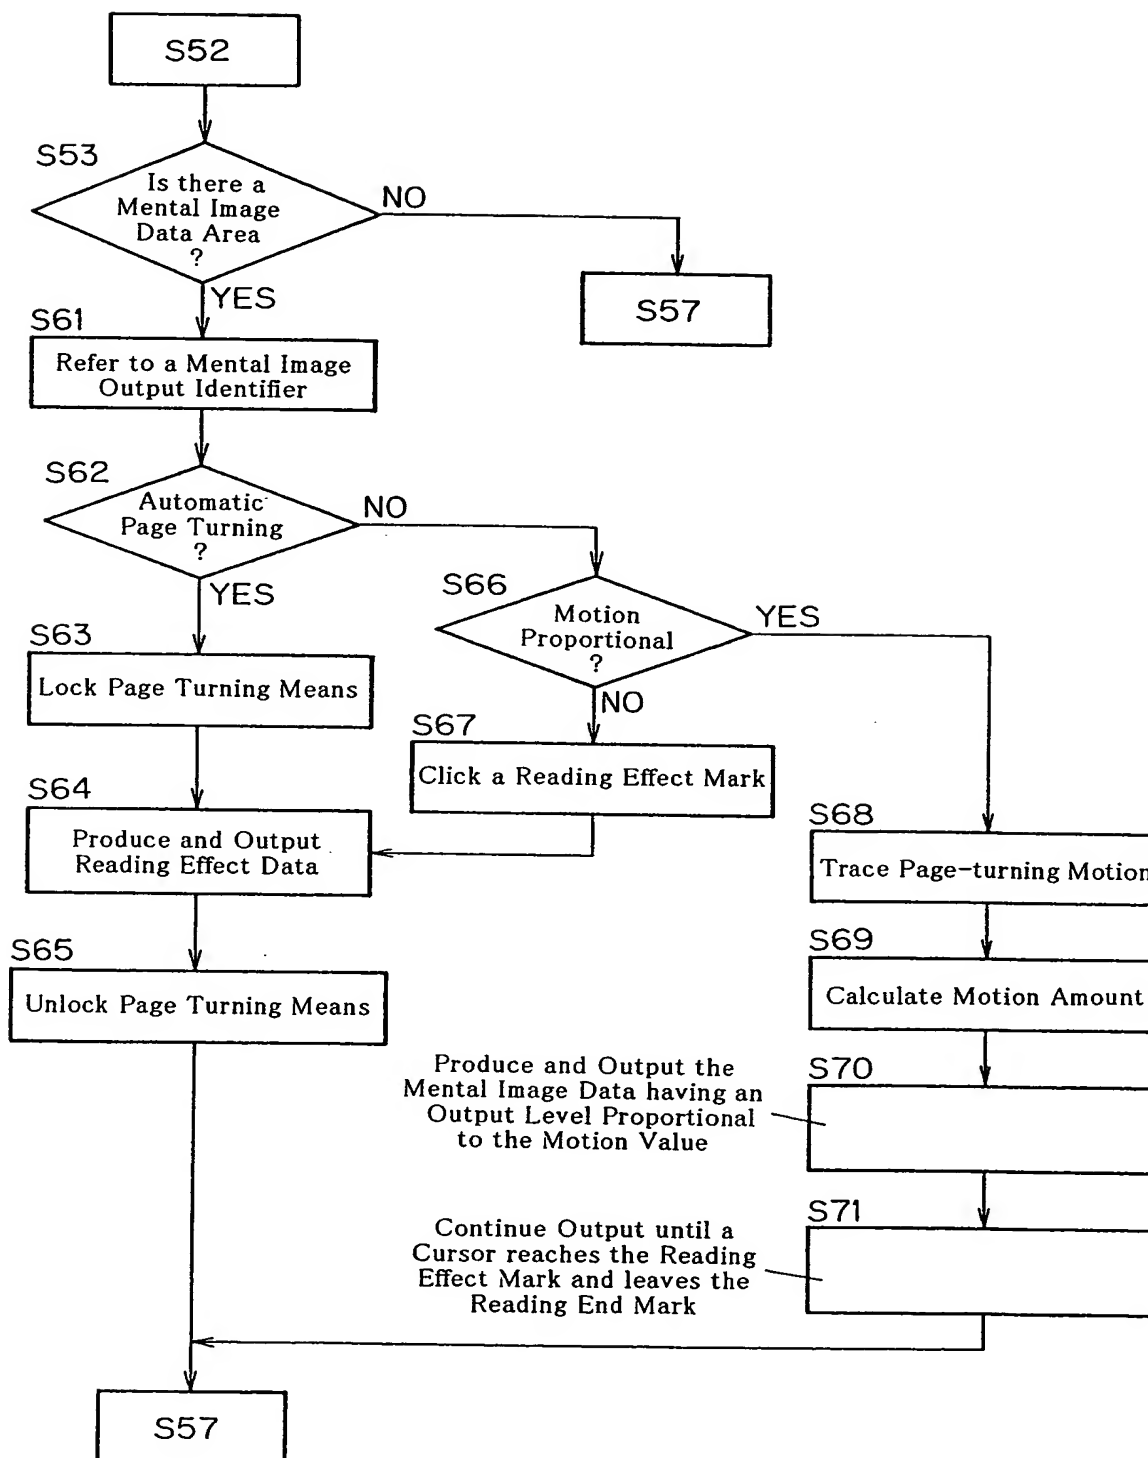 S52
S53
Is there a
Mental Image
Data Area
?
NO
YES
S57
S61
Refer to a Mental Image
Output Identifier
S62
Automatic
Page Turning
?
NO
YES
S66
Motion
Proportional
?
YES
NO
S63
Lock Page Turning Means
S67
Click a Reading Effect Mark
S64
Produce and Output
Reading Effect Data
S68
Trace Page-turning Motion
S65
Unlock Page Turning Means
S69
Calculate Motion Amount
S70
Produce and Output the
Mental Image Data having an
Output Level Proportional
to the Motion Value
S71
Continue Output until a
Cursor reaches the Reading
Effect Mark and leaves the
Reading End Mark
S57